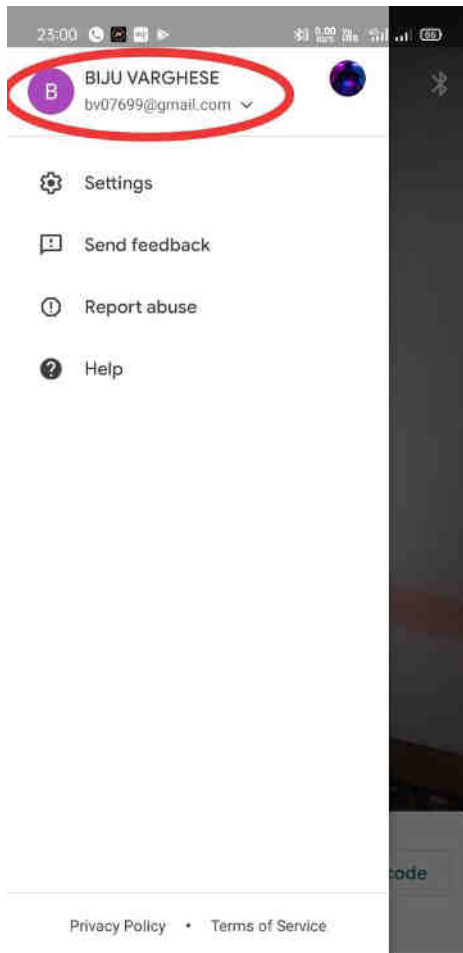 23:00
B
BIJU VARGHESE
bv07699@gmail.com
Settings
Send feedback
Report abuse
Help
code
Privacy Policy • Terms of Service